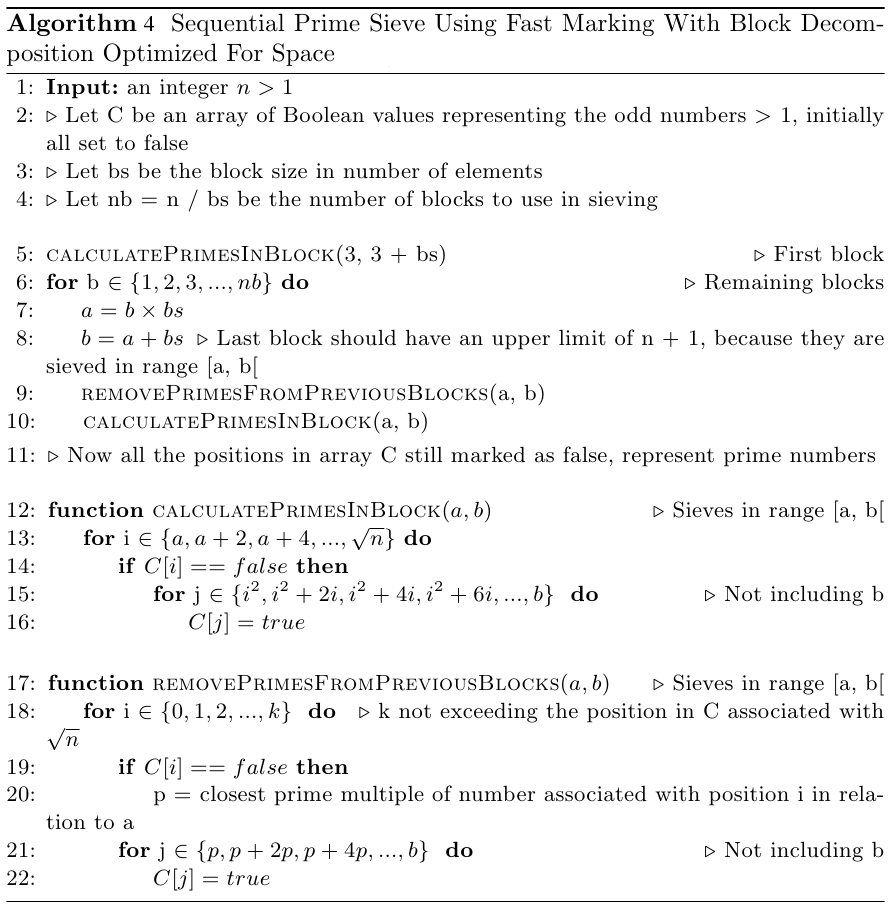 Algorithm 4 Sequential Prime Sieve Using Fast Marking With Block Decom-
position Optimized For Space
1: Input: an integer n > 1
2: ▷ Let C be an array of Boolean values representing the odd numbers > 1, initially
all set to false
3: ▷ Let bs be the block size in number of elements
4: ▷ Let nb = n / bs be the number of blocks to use in sieving
5: CALCULATEPRIMESINBLOCK(3, 3 + bs) ▷ First block
6: for b ∈ {1, 2, 3, ..., nb} do ▷ Remaining blocks
7: a = b × bs
8: b = a + bs ▷ Last block should have an upper limit of n + 1, because they are
sieved in range [a, b[
9: REMOVEPRIMESFROMPREVIOUSBLOCKS(a, b)
10: CALCULATEPRIMESINBLOCK(a, b)
11: ▷ Now all the positions in array C still marked as false, represent prime numbers
12: function CALCULATEPRIMESINBLOCK(a, b) ▷ Sieves in range [a, b[
13: for i ∈ {a, a + 2, a + 4, ..., √n} do
14: if C[i] == false then
15: for j ∈ {i², i² + 2i, i² + 4i, i² + 6i, ..., b} do ▷ Not including b
16: C[j] = true
17: function REMOVEPRIMESFROMPREVIOUSBLOCKS(a, b) ▷ Sieves in range [a, b[
18: for i ∈ {0, 1, 2, ..., k} do ▷ k not exceeding the position in C associated with
√n
19: if C[i] == false then
20: p = closest prime multiple of number associated with position i in rela-
tion to a
21: for j ∈ {p, p + 2p, p + 4p, ..., b} do ▷ Not including b
22: C[j] = true